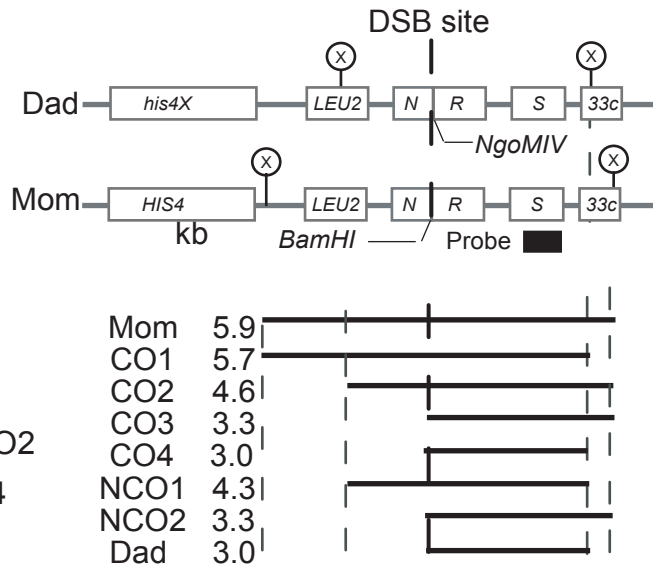 DSB site
X X
Dad his4X LEU2 N R S 33c
NgoMIV
X X
Mom HIS4 LEU2 N R S 33c
kb BamHI Probe
Mom 5.9
CO1 5.7
CO2 4.6
CO3 3.3
O2
CO4 3.0
4
NCO1 4.3
NCO2 3.3
Dad 3.0